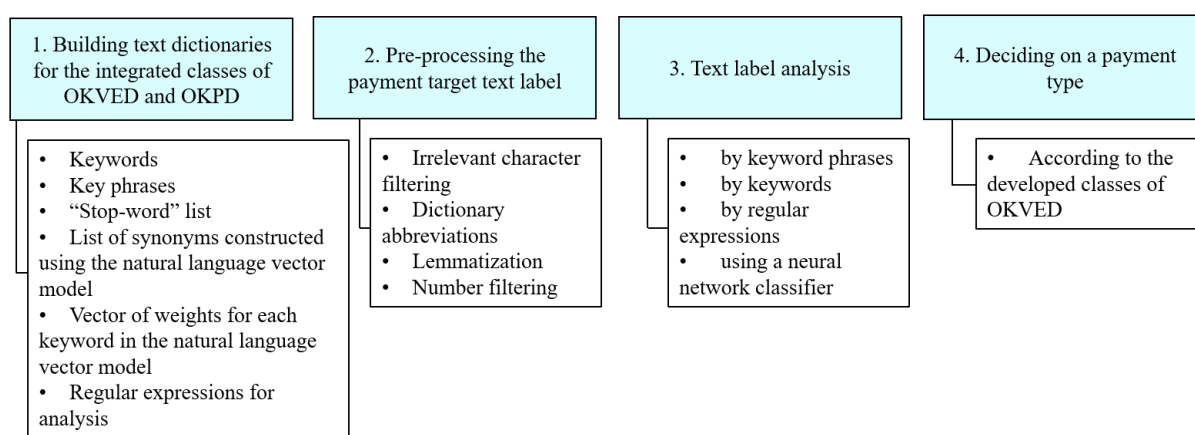 1. Building text dictionaries
for the integrated classes of
OKVED and OKPD
• Keywords
• Key phrases
• “Stop-word” list
• List of synonyms constructed
using the natural language vector
model
• Vector of weights for each
keyword in the natural language
vector model
• Regular expressions for
analysis
2. Pre-processing the
payment target text label
• Irrelevant character
filtering
• Dictionary
abbreviations
• Lemmatization
• Number filtering
3. Text label analysis
• by keyword phrases
• by keywords
• by regular
expressions
• using a neural
network classifier
4. Deciding on a payment
type
• According to the
developed classes of
OKVED